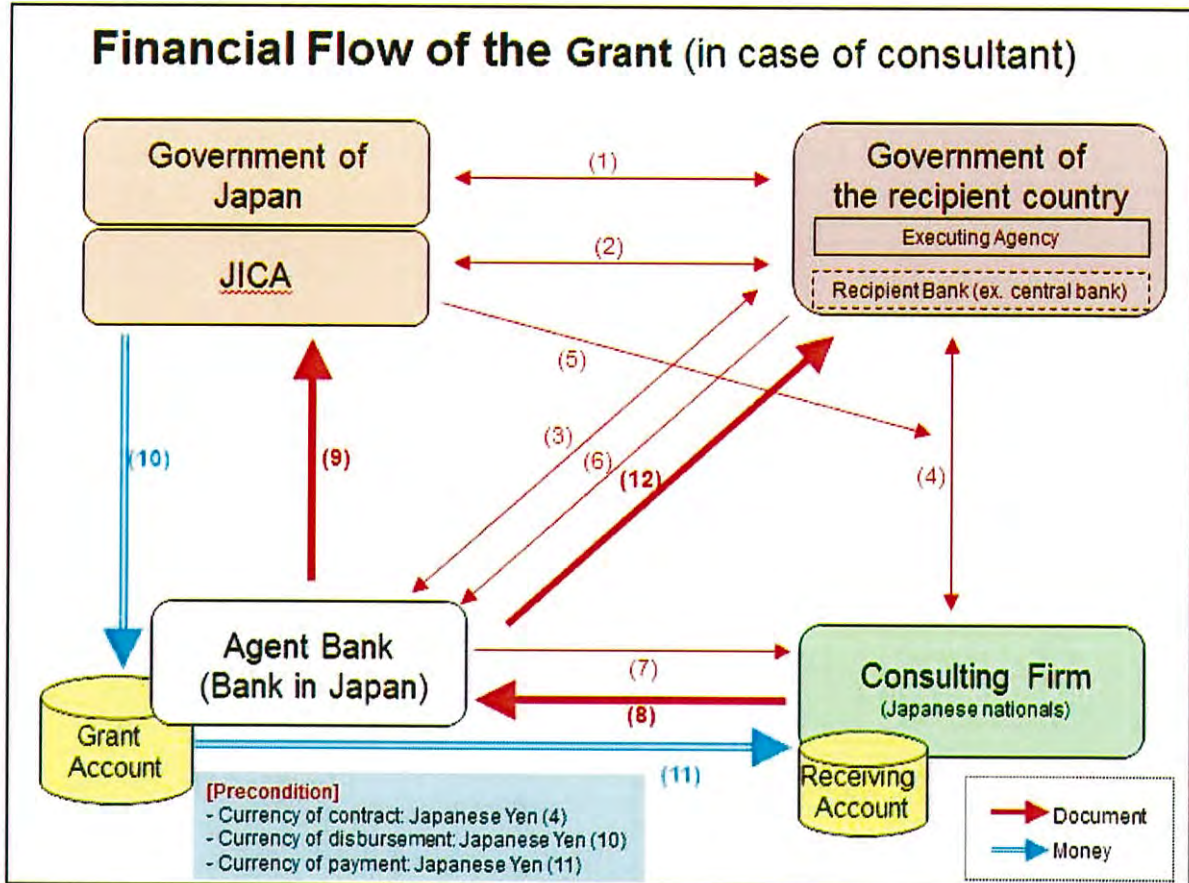 Financial Flow of the Grant (in case of consultant)
Government of
Japan
JICA
Government of
the recipient country
Executing Agency
Recipient Bank (ex. central bank)
(1)
(2)
(5)
(3)
(6)
(12)
(4)
(10)
(9)
Agent Bank
(Bank in Japan)
(7)
(8)
Consulting Firm
(Japanese nationals)
Grant
Account
(11)
Receiving
Account
[Precondition]
- Currency of contract: Japanese Yen (4)
- Currency of disbursement: Japanese Yen (10)
- Currency of payment: Japanese Yen (11)
Document
Money